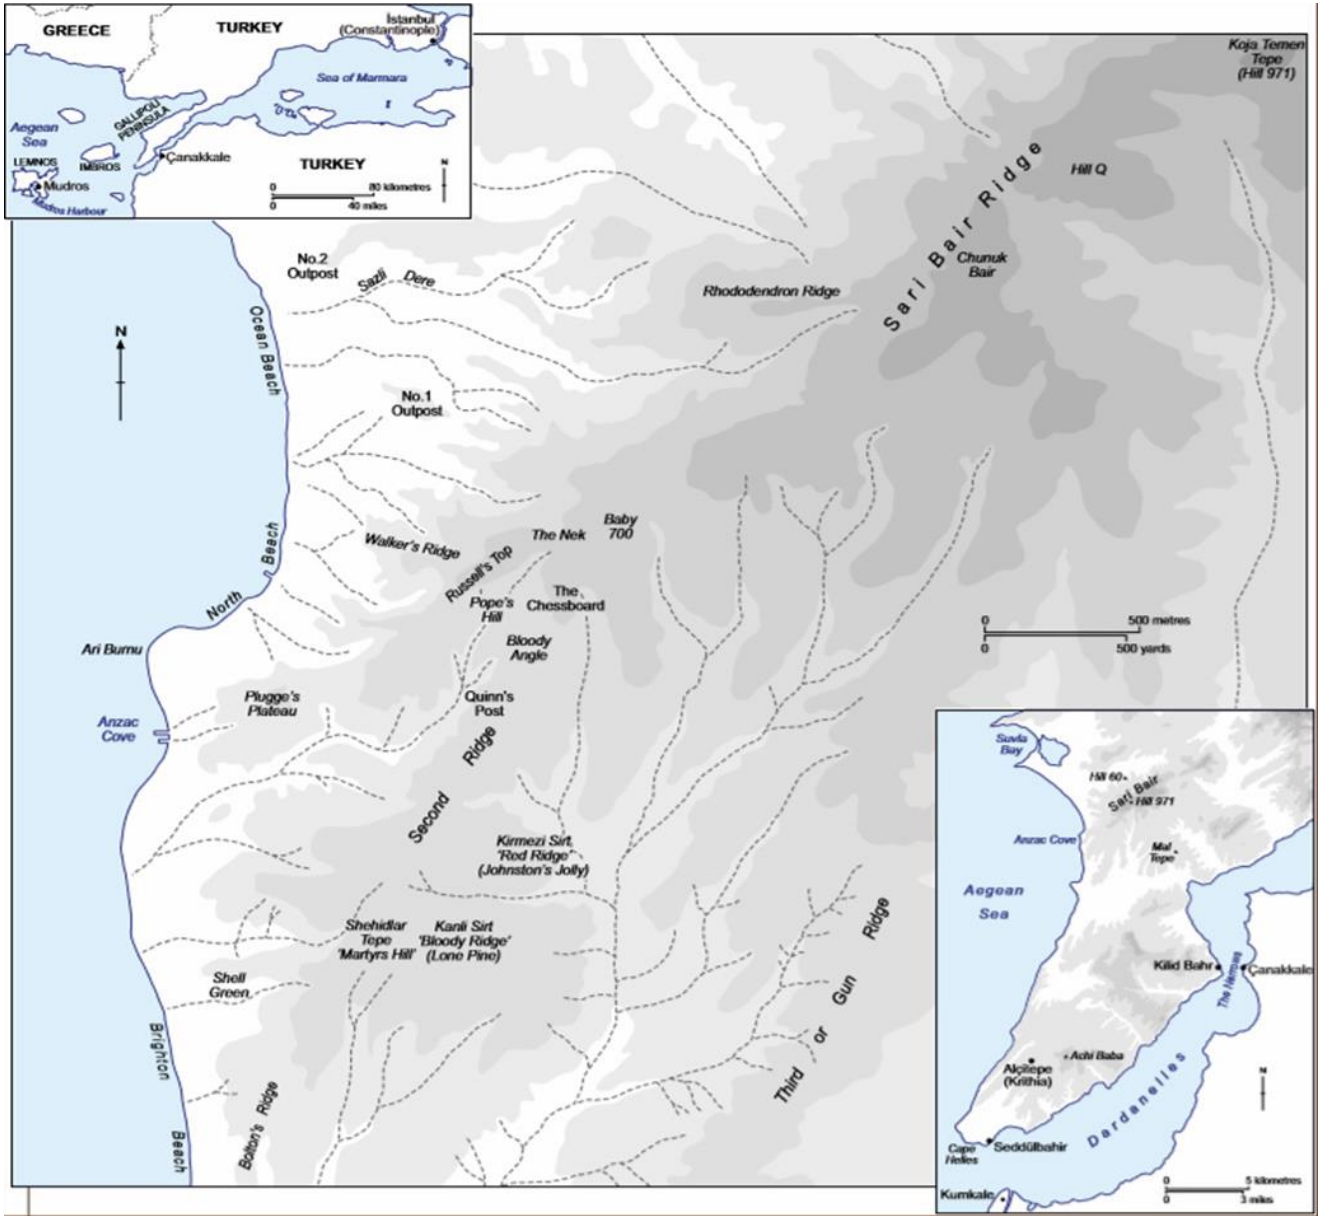 GREECE
TURKEY
İstanbul
(Constantinople)
Sea of Marmara
GALLIPOLI
PENINSULA
Aegean
Sea
LEMNOS
IMBROS
Çanakkale
Mudros
Mudros Harbour
TURKEY
N
0 80 kilometres
0 40 miles
Koja Temen
Tepe
(Hill 971)
Hill Q
Sari Bair Ridge
Chunuk
Bair
No.2
Outpost
Sazli Dere
Rhododendron Ridge
N
Ocean Beach
No.1
Outpost
Baby
700
The Nek
Walker's Ridge
Russell's Top
North Beach
Pope's
Hill
The
Chessboard
0 500 metres
0 500 yards
Ari Burnu
Bloody
Angle
Plugge's
Plateau
Quinn's
Post
Anzac
Cove
Second Ridge
Kirmezi Sirt
'Red Ridge'
(Johnston's Jolly)
Shehidlar
Tepe
'Martyrs Hill'
Kanli Sirt
'Bloody Ridge'
(Lone Pine)
Shell
Green
Third or Gun Ridge
Brighton Beach
Bolton's Ridge
Suvla
Bay
Hill 60
Sari Bair
Hill 971
Anzac Cove
Mal
Tepe
Aegean
Sea
Kilid Bahr
The Narrows
Çanakkale
Achi Baba
Alçitepe
(Krithia)
N
Dardanelles
Cape
Helles
Seddülbahir
Kumkale
0 5 kilometres
0 3 miles